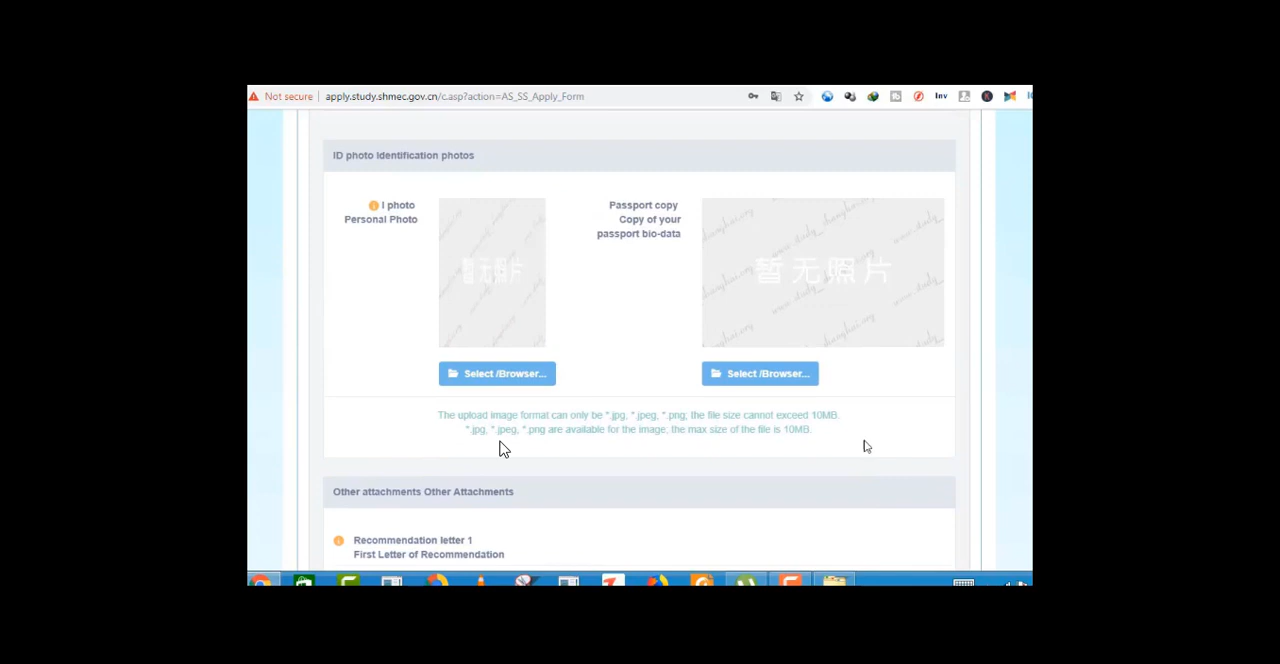 Not secure
apply.study.shmec.gov.cn/c.asp?action=AS_SS_Apply_Form
Inv
ID photo Identification photos
I photo
Personal Photo
Passport copy
Copy of your
passport bio-data
暂无照片
暂无照片
Select /Browser...
Select /Browser...
The upload image format can only be *.jpg, *.jpeg, *.png; the file size cannot exceed 10MB.
*.jpg, *.jpeg, *.png are available for the image; the max size of the file is 10MB.
Other attachments Other Attachments
Recommendation letter 1
First Letter of Recommendation